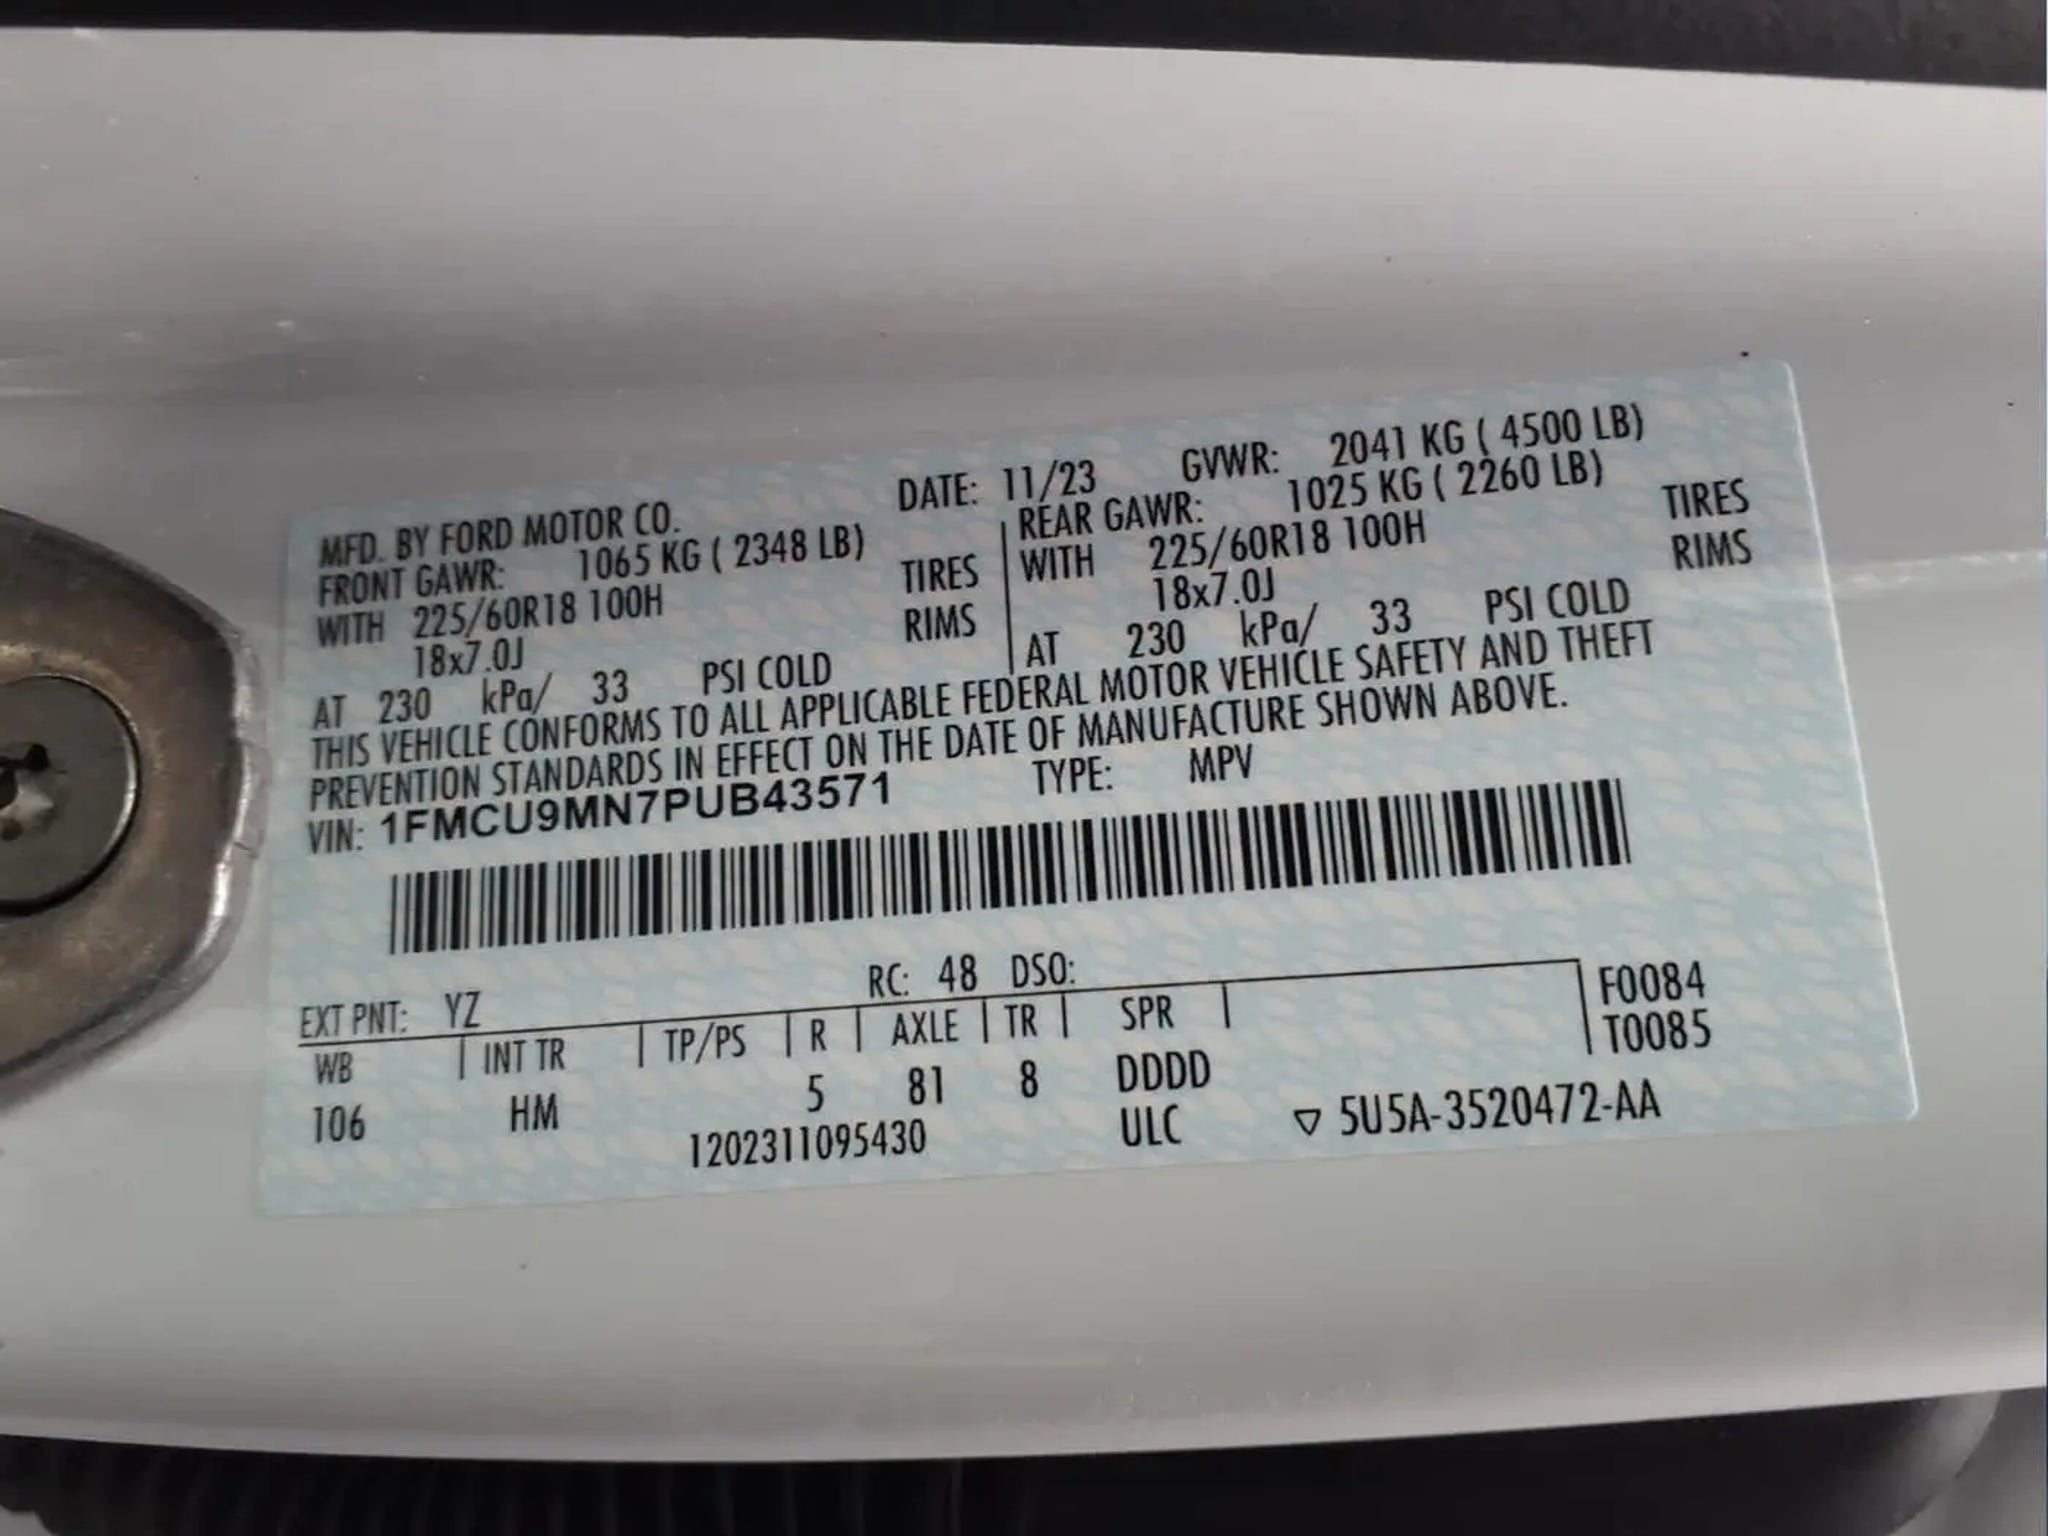 MFD. BY FORD MOTOR CO. DATE: 11/23 GVWR: 2041 KG ( 4500 LB)
FRONT GAWR: 1065 KG ( 2348 LB) REAR GAWR: 1025 KG ( 2260 LB)
WITH 225/60R18 100H TIRES WITH 225/60R18 100H TIRES
18x7.0J RIMS 18x7.0J RIMS
AT 230 kPa/ 33 PSI COLD AT 230 kPa/ 33 PSI COLD
THIS VEHICLE CONFORMS TO ALL APPLICABLE FEDERAL MOTOR VEHICLE SAFETY AND THEFT
PREVENTION STANDARDS IN EFFECT ON THE DATE OF MANUFACTURE SHOWN ABOVE.
VIN: 1FMCU9MN7PUB43571 TYPE: MPV
EXT PNT: YZ RC: 48 DSO: F0084
WB INT TR TP/PS R AXLE TR SPR T0085
106 HM 5 81 8 DDDD
1202311095430 ULC ▽ 5U5A-3520472-AA